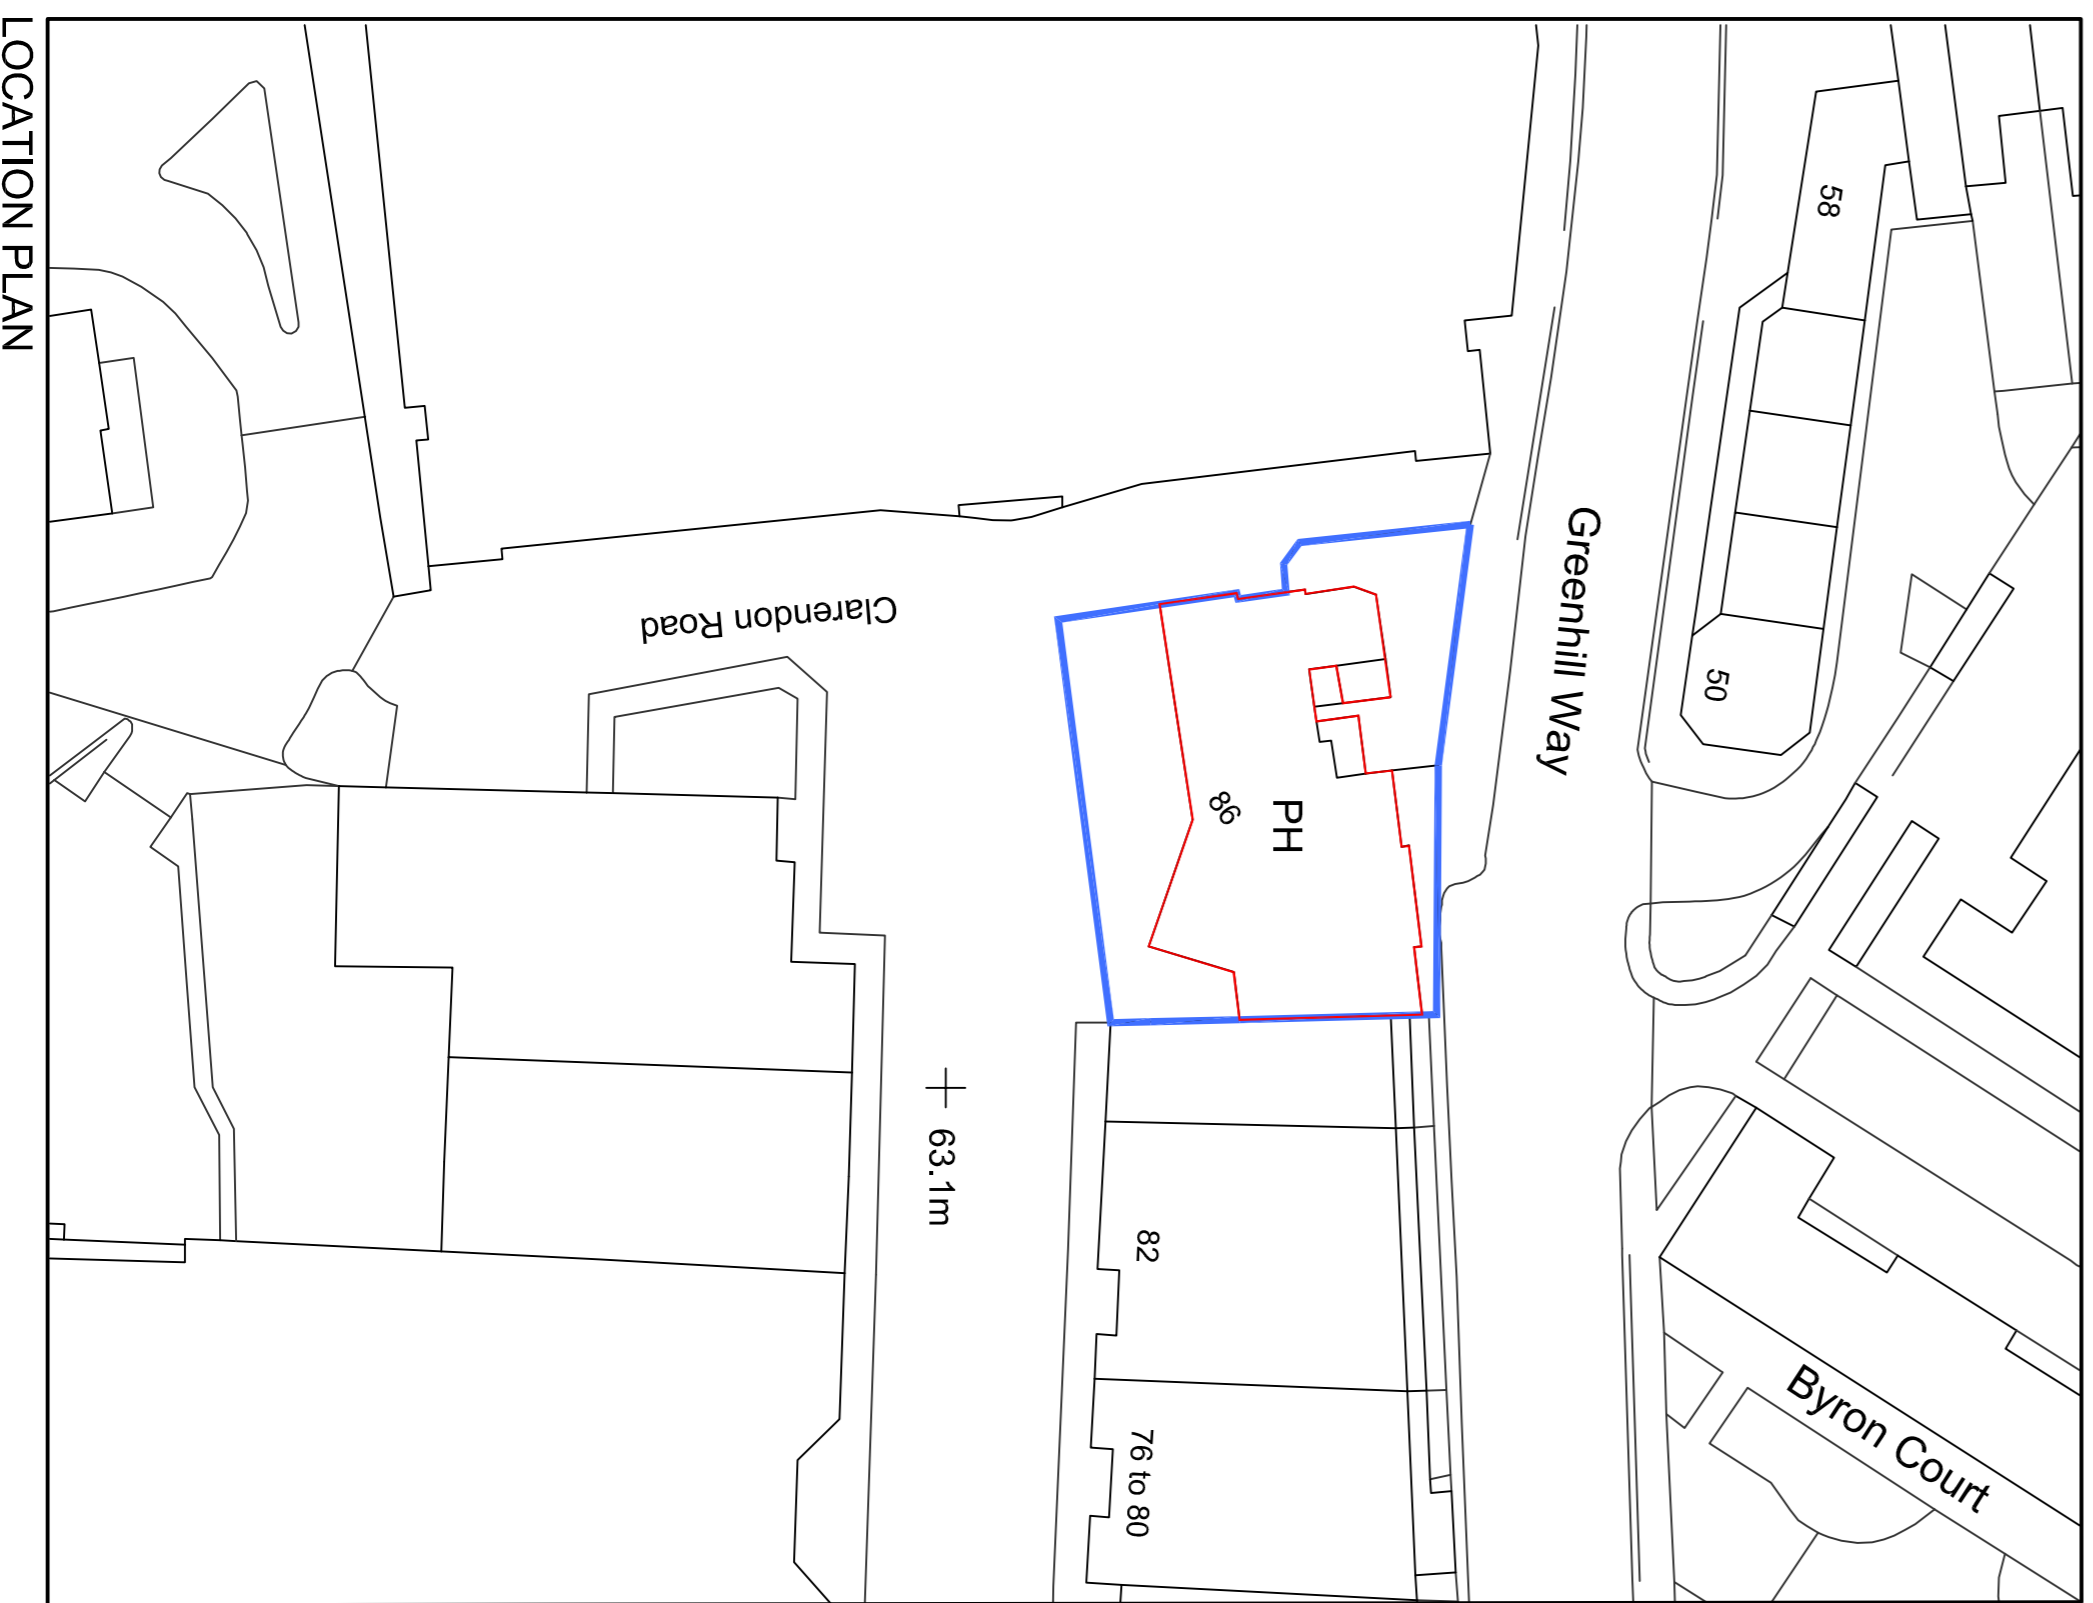 LOCATION PLAN
58
50
Greenhill Way
Clarendon Road
86
PH
63.1m
82
76 to 80
Byron Court